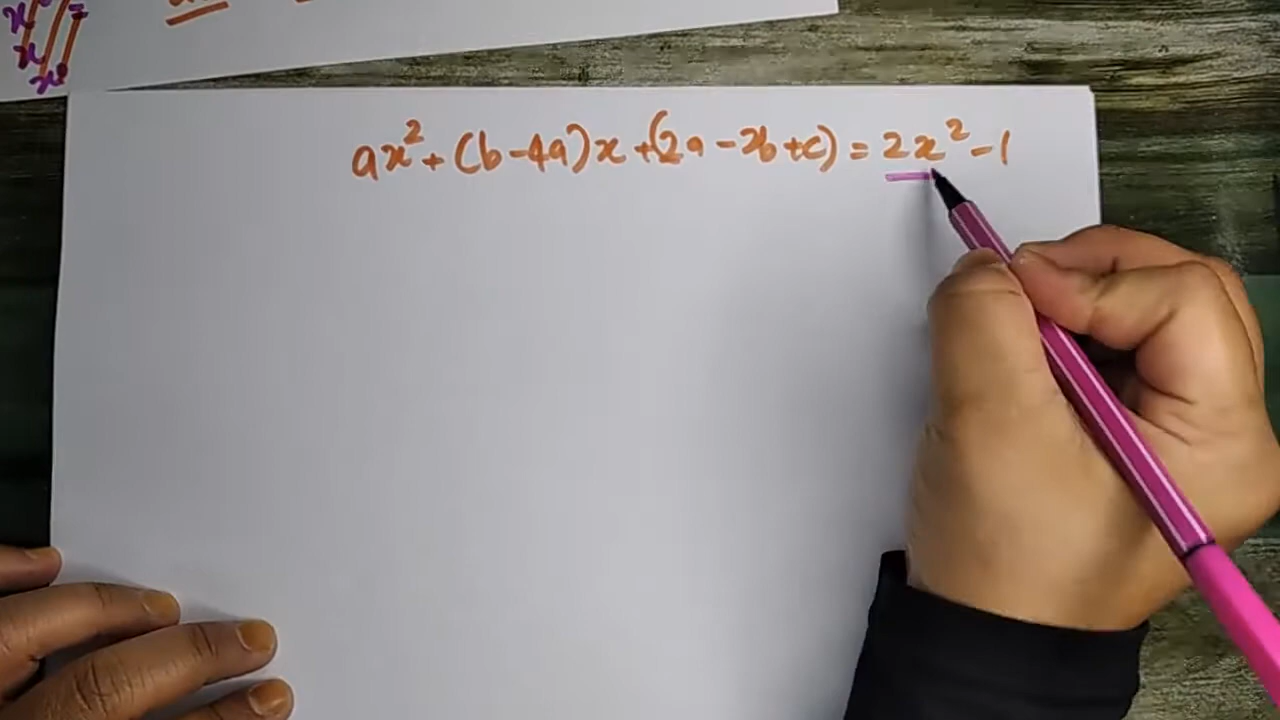 ax² + (b - 4a)x + (2a - 2b + c) = 2x² - 1